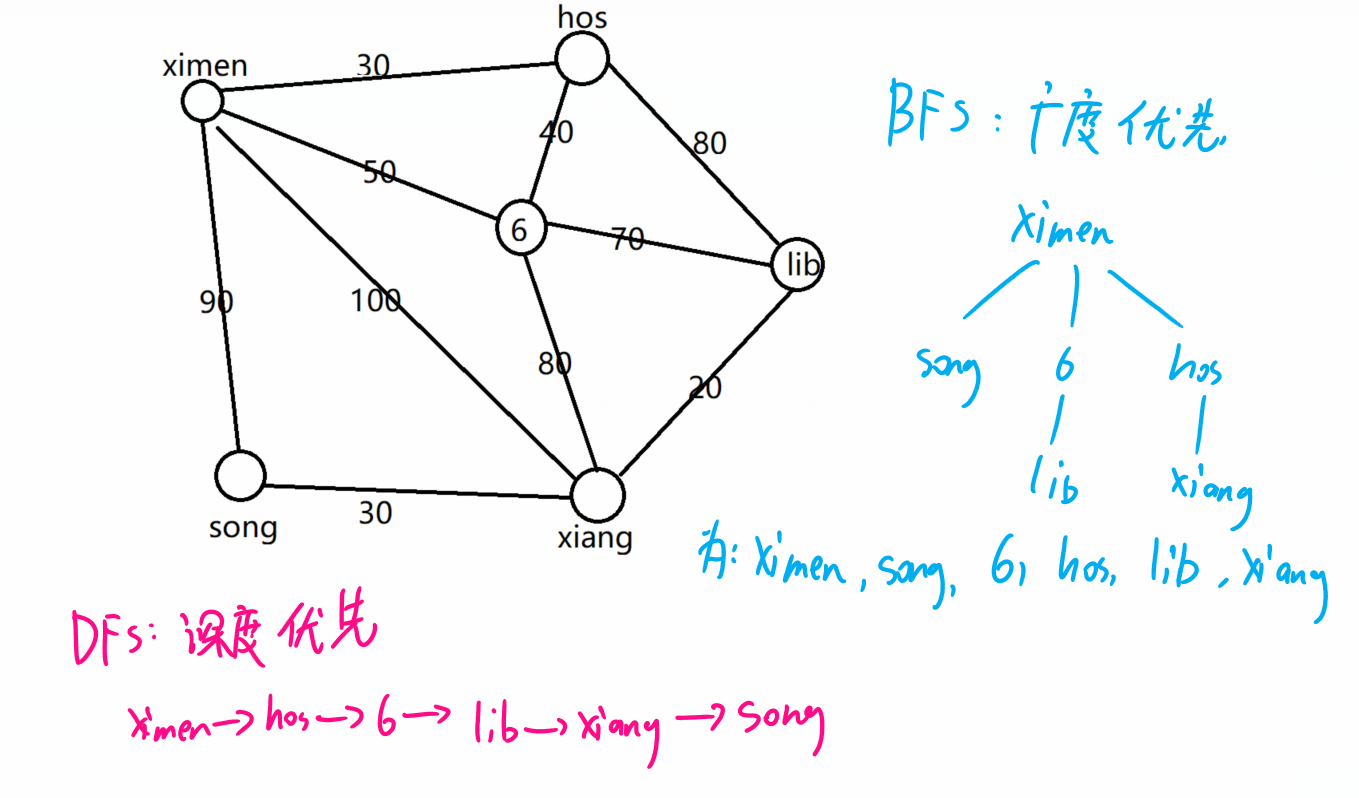 hos
ximen
30
BFS: 广度优先.
40
80
50
ximen
6
70
lib
90
100
80
20
song 6 hos
lib xiang
song
30
xiang
为: ximen, song, 6, hos, lib, xiang
DFS: 深度优先
ximen→hos→6→lib→xiang→song